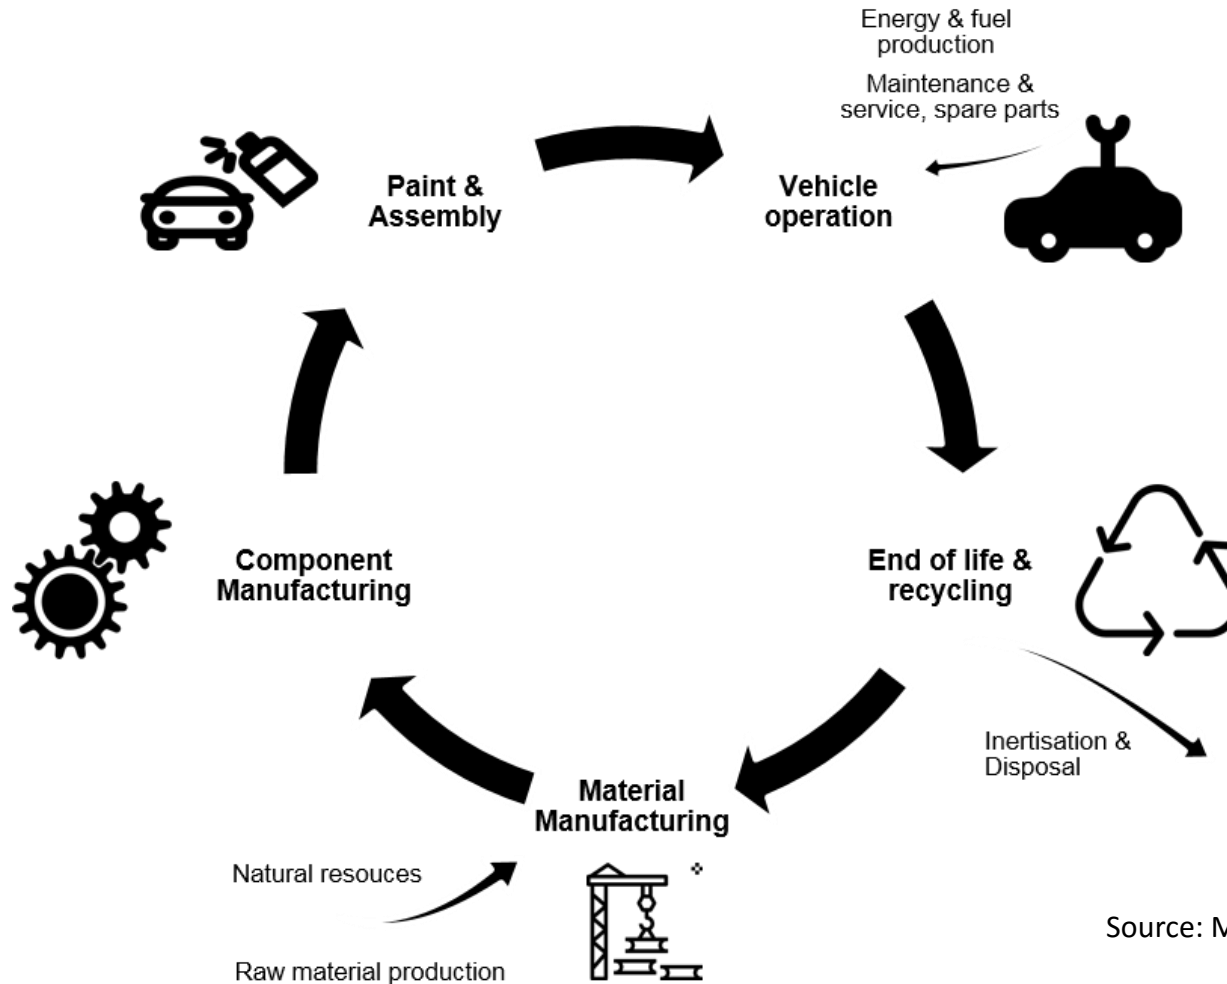 Energy & fuel
production
Maintenance &
service, spare parts
Paint &
Assembly
Vehicle
operation
Component
Manufacturing
End of life &
recycling
Inertisation &
Disposal
Material
Manufacturing
Natural resouces
Raw material production
Source: M